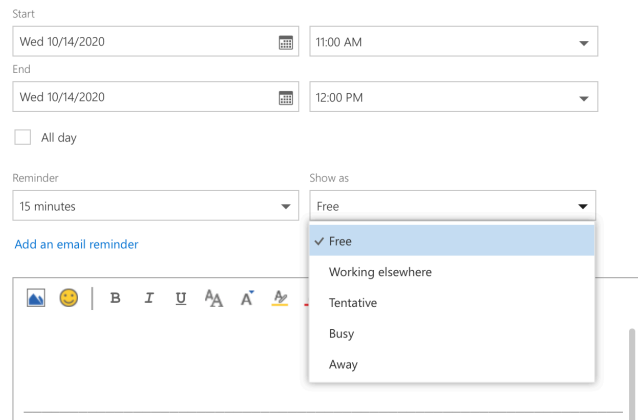 Start
Wed 10/14/2020
11:00 AM
End
Wed 10/14/2020
12:00 PM
All day
Reminder
Show as
15 minutes
Free
Add an email reminder
Free
Working elsewhere
Tentative
Busy
Away
B I U AA A A